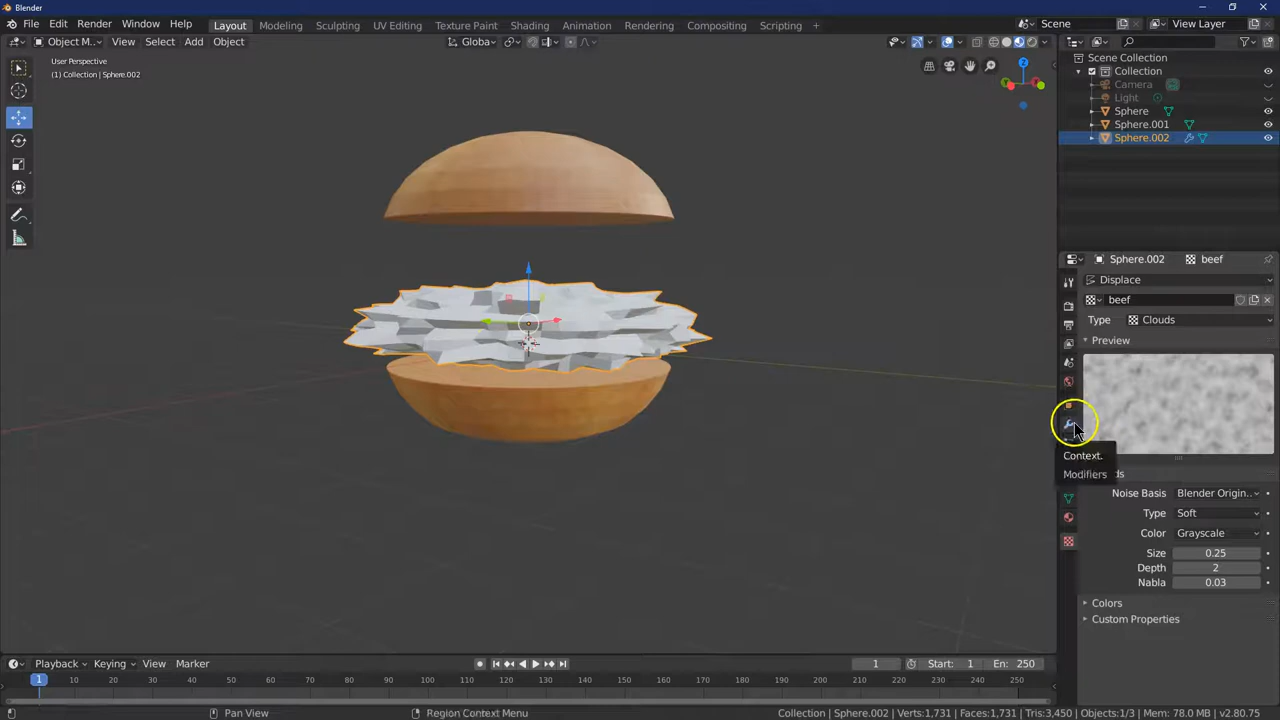 Blender
File Edit Render Window Help Layout Modeling Sculpting UV Editing Texture Paint Shading Animation Rendering Compositing Scripting + Scene View Layer
Object M.. View Select Add Object Globa
User Perspective
(1) Collection | Sphere.002
Scene Collection
Collection
Camera
Light
Sphere
Sphere.001
Sphere.002
Sphere.002 beef
Displace
beef
Type Clouds
Preview
Context.
Modifiers
ds
Noise Basis Blender Origin..
Type Soft
Color Grayscale
Size 0.25
Depth 2
Nabla 0.03
Colors
Custom Properties
Playback Keying View Marker 1 Start: 1 En: 250
1 10 20 30 40 50 60 70 80 90 100 110 120 130 140 150 160 170 180 190 200 210 220 230 240 250
Pan View Region Context Menu Collection | Sphere.002 | Verts:1,731 | Faces:1,731 | Tris:3,450 | Objects:1/3 | Mem: 78.0 MB | v2.80.75